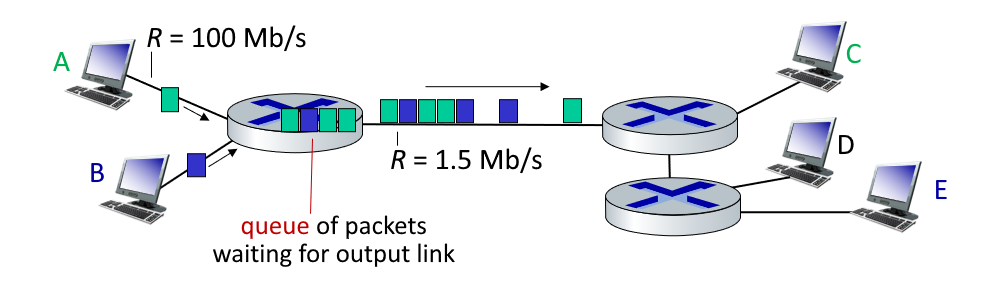 R = 100 Mb/s
A
C
B
R = 1.5 Mb/s
D
E
queue of packets
waiting for output link